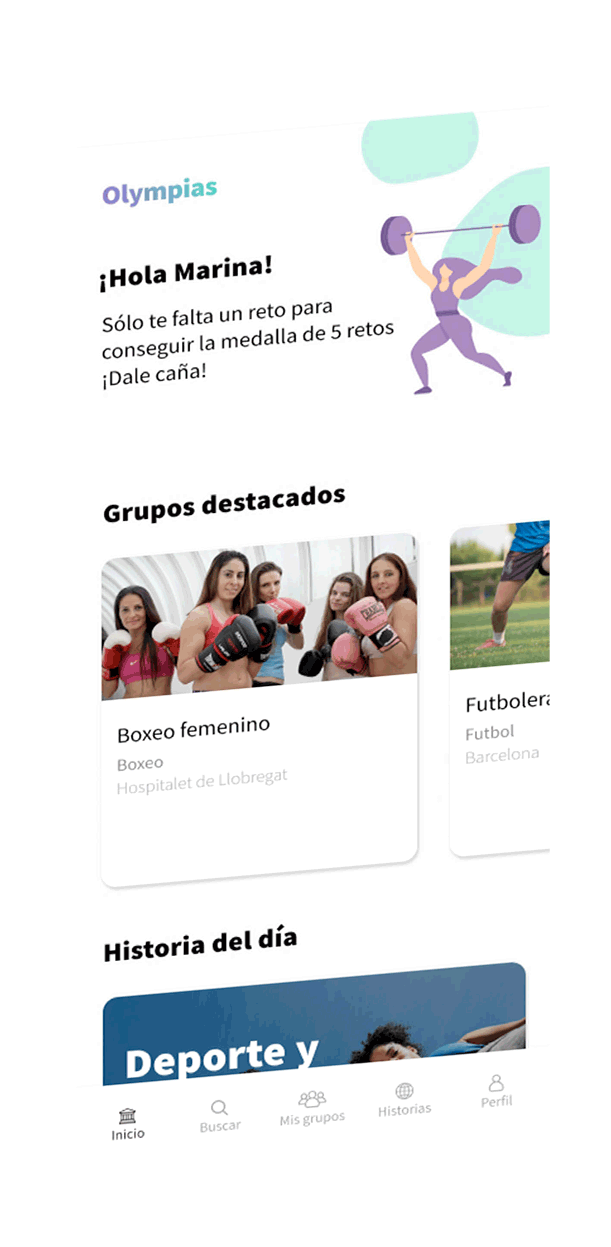 Olympias
¡Hola Marina!
Sólo te falta un reto para
conseguir la medalla de 5 retos
¡Dale caña!
Grupos destacados
Boxeo femenino
Boxeo
Hospitalet de Llobregat
Futbol
Barcelona
Historia del día
Deporte y
Inicio
Buscar
Mis grupos
Historias
Perfil